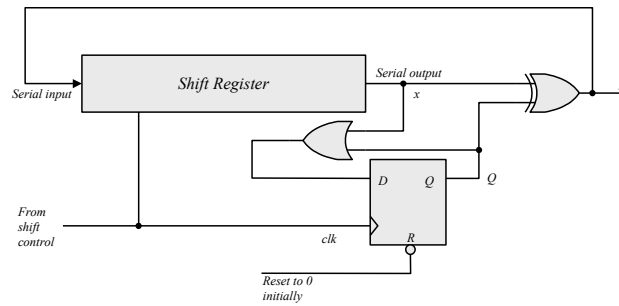 Shift Register
Serial output
Serial input
x
D
Q
Q
From
shift
control
clk
R
Reset to 0
initially